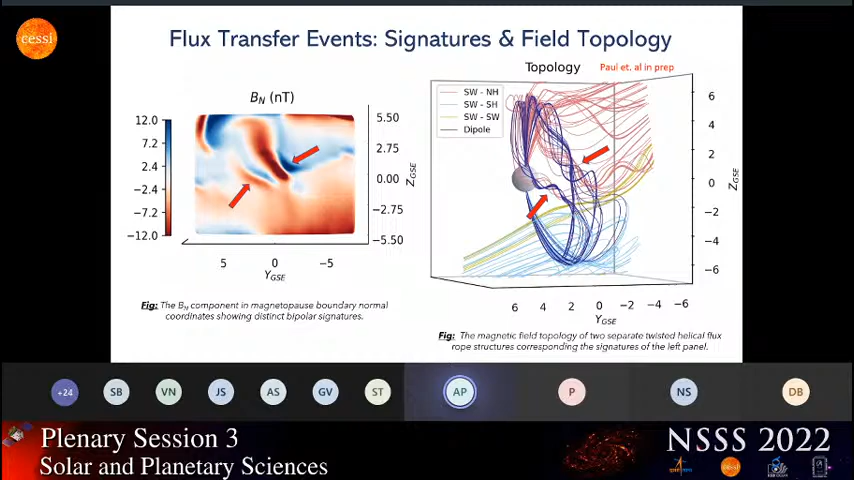 cessi
Flux Transfer Events: Signatures & Field Topology
B_N (nT)
12.0
7.2
2.4
−2.4
−7.2
−12.0
5.50
2.75
0.00
−2.75
−5.50
Z_GSE
5 0 −5
Y_GSE
Fig: The B_N component in magnetopause boundary normal
coordinates showing distinct bipolar signatures.
Topology
Paul et. al in prep
SW - NH
SW - SH
SW - SW
Dipole
6
4
2
0
−2
−4
−6
Z_GSE
6 4 2 0 −2 −4 −6
Y_GSE
Fig: The magnetic field topology of two separate twisted helical flux
rope structures corresponding the signatures of the left panel.
+24 SB VN JS AS GV ST AP P NS DB
Plenary Session 3
Solar and Planetary Sciences
NSSS 2022
cessi